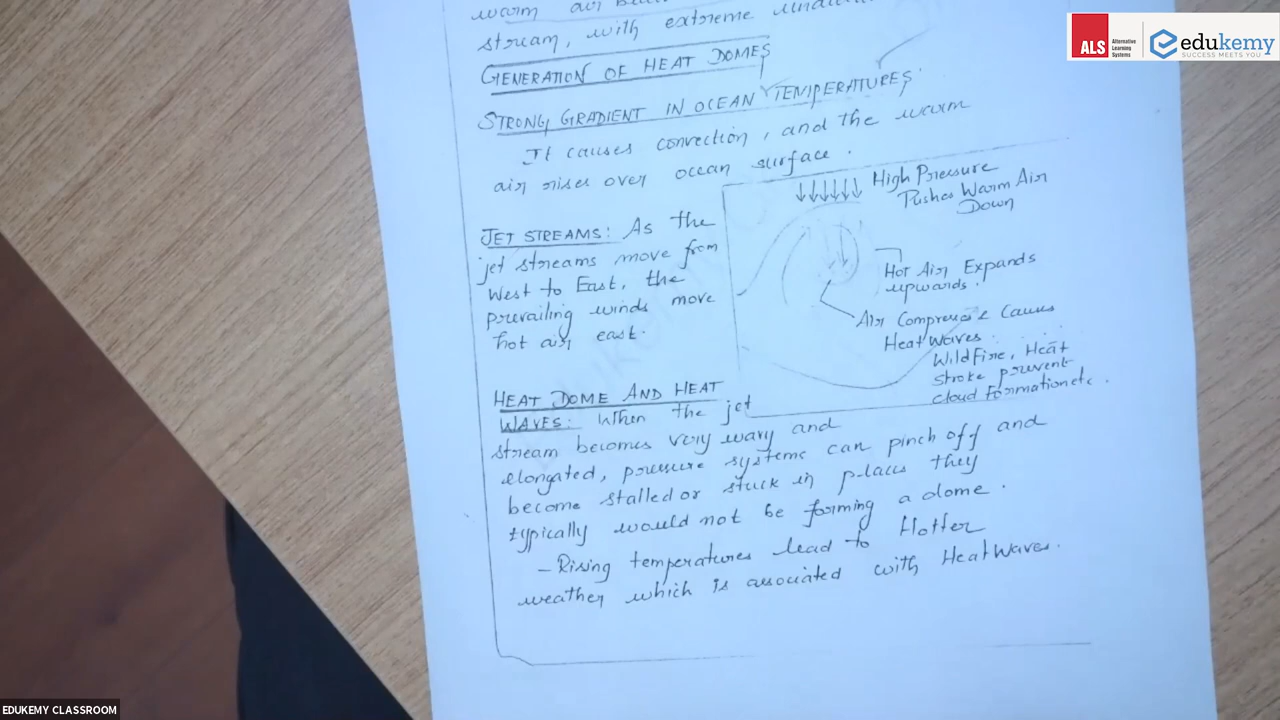 warm air
stream, with extreme
GENERATION OF HEAT DOMES
STRONG GRADIENT IN OCEAN TEMPERATURES
It causes convection, and the warm
air rises over ocean surface.
JET STREAMS: As the
jet streams move from
West to East, the
prevailing winds move
hot air east.
High Pressure
Pushes Warm Air
Down
Hot Air Expands
upwards.
Air Compress & Causes
Heat Waves.
Wild Fire, Heat
Stroke prevent
cloud Formation etc.
HEAT DOME AND HEAT
WAVES: When the jet
stream becomes very wavy and
elongated, pressure systems can pinch off and
become stalled or stuck in places they
typically would not be forming a dome.
- Rising temperatures lead to Hotter
weather which is associated with Heat Waves.
ALS Alternative Learning Systems
edukemy
SUCCESS MEETS YOU
EDUKEMY CLASSROOM